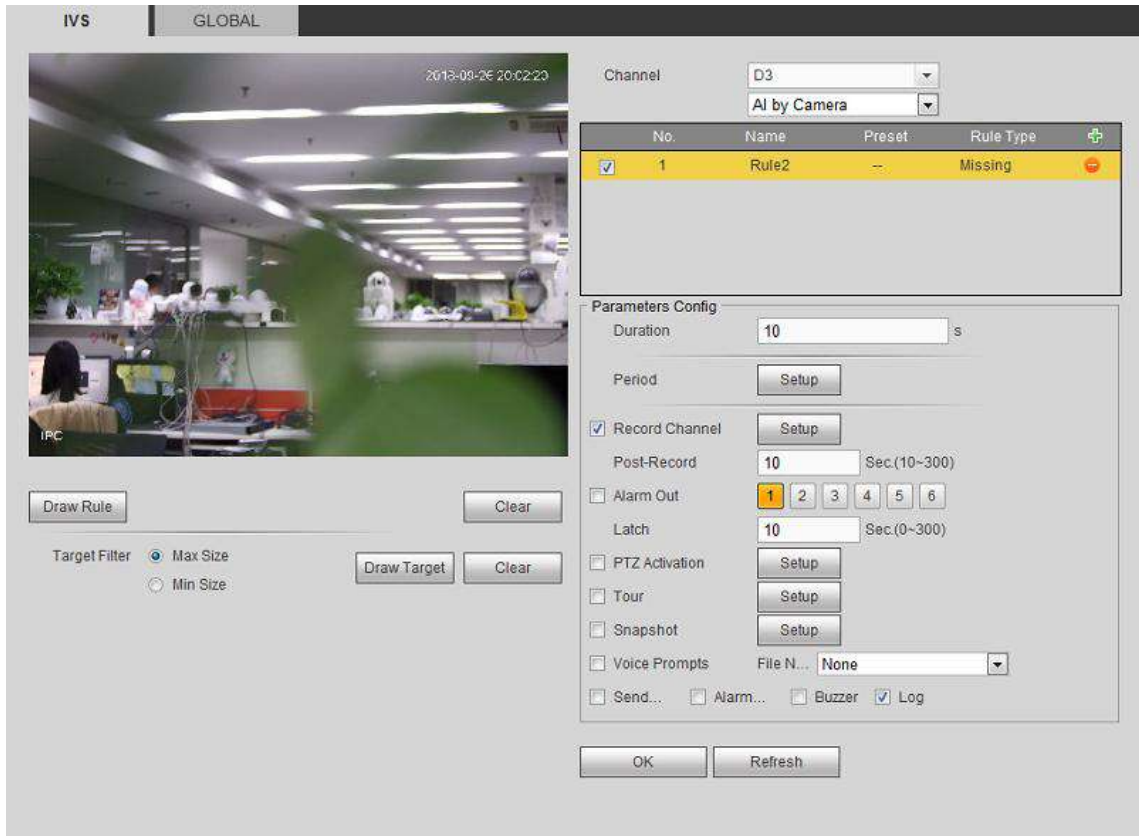 IVS GLOBAL
2018-09-26 20:02:20
IPC
Draw Rule Clear
Target Filter Max Size
Min Size
Draw Target Clear
Channel D3
AI by Camera
No. Name Preset Rule Type
1 Rule2 -- Missing
Parameters Config
Duration 10 s
Period Setup
Record Channel Setup
Post-Record 10 Sec.(10~300)
Alarm Out 1 2 3 4 5 6
Latch 10 Sec.(0~300)
PTZ Activation Setup
Tour Setup
Snapshot Setup
Voice Prompts File N... None
Send... Alarm... Buzzer Log
OK Refresh